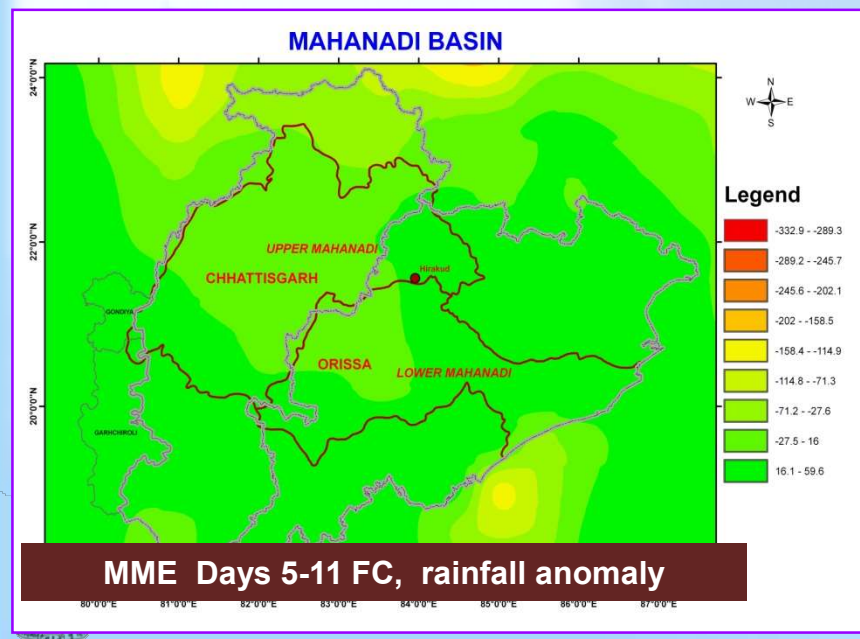 MAHANADI BASIN
24°0'0"N
22°0'0"N
20°0'0"N
N
W E
S
UPPER MAHANADI
Hirakud
CHHATTISGARH
GONDIYA
ORISSA
LOWER MAHANADI
GARHCHIROLI
Legend
-332.9 - -289.3
-289.2 - -245.7
-245.6 - -202.1
-202 - -158.5
-158.4 - -114.9
-114.8 - -71.3
-71.2 - -27.6
-27.5 - 16
16.1 - 59.6
MME Days 5-11 FC, rainfall anomaly
80°0'0"E 81°0'0"E 82°0'0"E 83°0'0"E 84°0'0"E 85°0'0"E 86°0'0"E 87°0'0"E